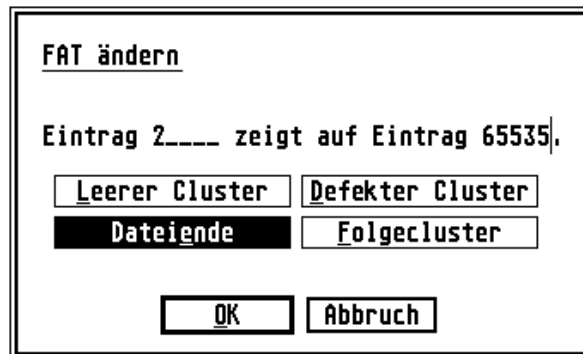 FAT ändern
Eintrag 2____ zeigt auf Eintrag 65535.
Leerer Cluster Defekter Cluster
Dateiende Folgecluster
OK Abbruch